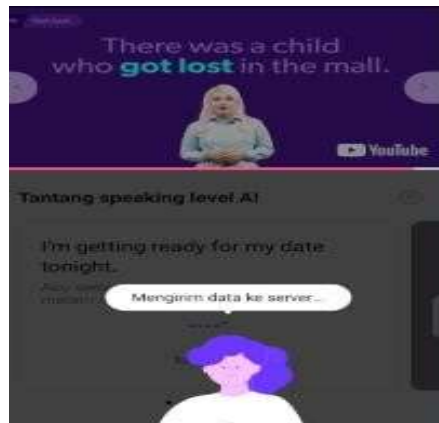 There was a child
who got lost in the mall.
YouTube
Tantang speaking level A1
I'm getting ready for my date
tonight.
Mengirim data ke server...